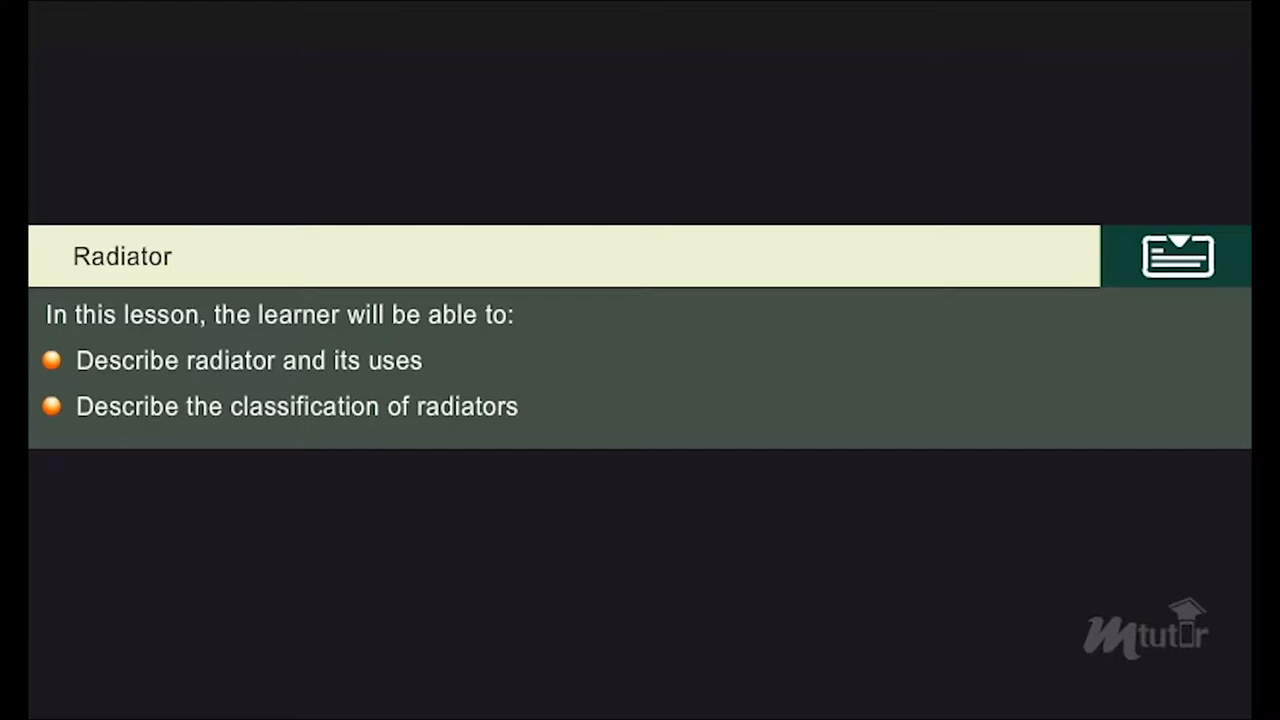 Radiator
In this lesson, the learner will be able to:
Describe radiator and its uses
Describe the classification of radiators
Mtutor